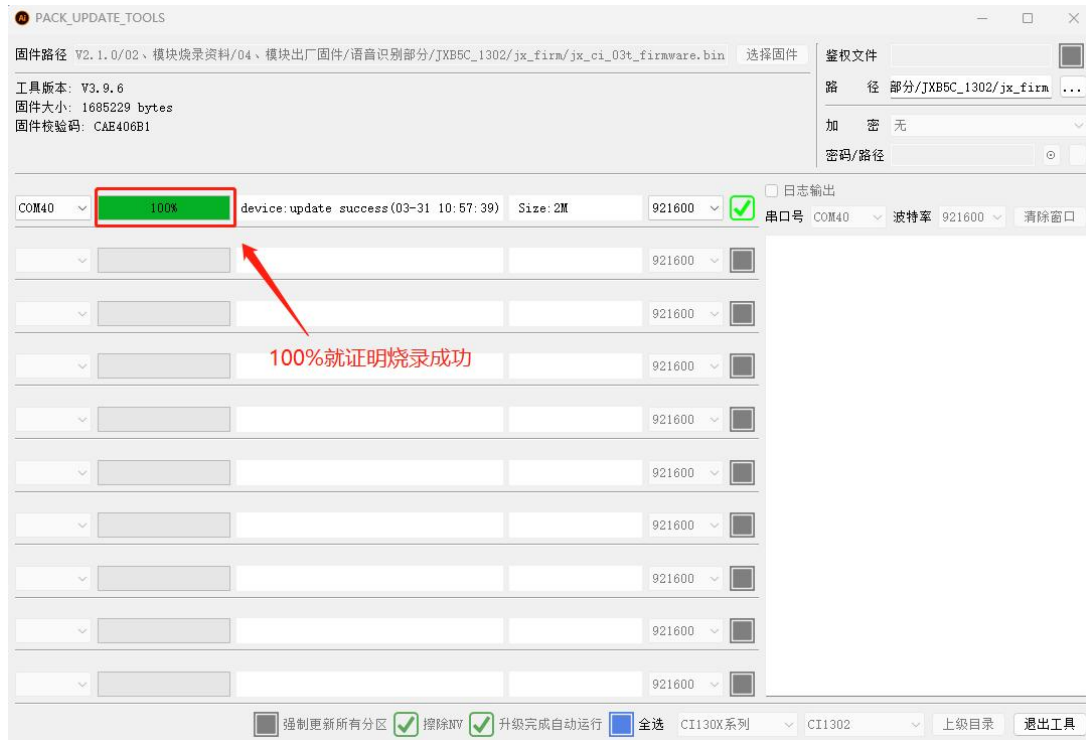 PACK_UPDATE_TOOLS
固件路径 V2.1.0/02、模块烧录资料/04、模块出厂固件/语音识别部分/JXB5C_1302/jx_firm/jx_ci_03t_firmware.bin 选择固件
工具版本: V3.9.6
固件大小: 1685229 bytes
固件校验码: CAE406B1
鉴权文件
路 径 部分/JXB5C_1302/jx_firm ...
加 密 无
密码/路径
COM40 100% device:update success(03-31 10:57:39) Size:2M 921600
日志输出
串口号 COM40 波特率 921600 清除窗口
921600
921600
100%就证明烧录成功
921600
921600
921600
921600
921600
921600
921600
强制更新所有分区 擦除NV 升级完成自动运行 全选 CI130X系列 CI1302 上级目录 退出工具